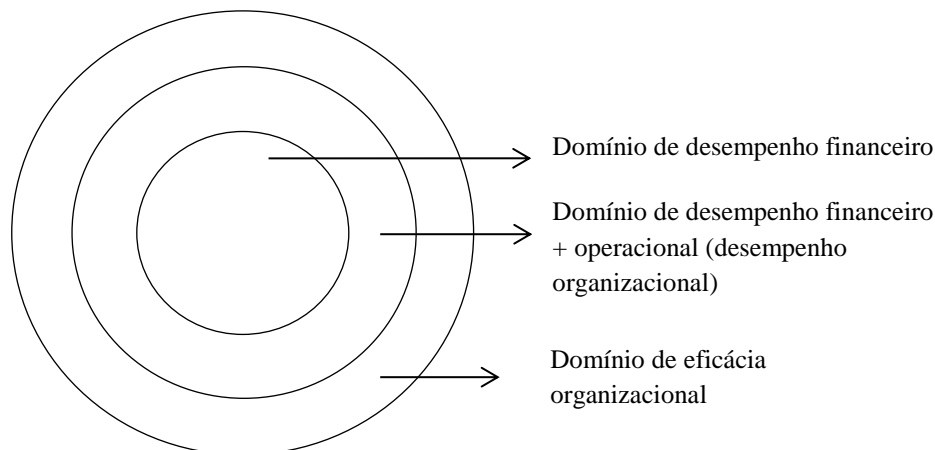 Domínio de desempenho financeiro
Domínio de desempenho financeiro
+ operacional (desempenho
organizacional)
Domínio de eficácia
organizacional